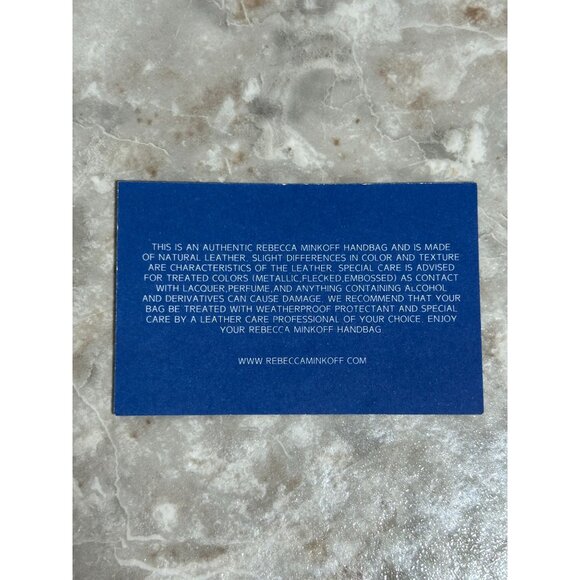 THIS IS AN AUTHENTIC REBECCA MINKOFF HANDBAG AND IS MADE
OF NATURAL LEATHER. SLIGHT DIFFERENCES IN COLOR AND TEXTURE
ARE CHARACTERISTICS OF THE LEATHER. SPECIAL CARE IS ADVISED
FOR TREATED COLORS (METALLIC,FLECKED,EMBOSSED) AS CONTACT
WITH LACQUER,PERFUME,AND ANYTHING CONTAINING ALCOHOL
AND DERIVATIVES CAN CAUSE DAMAGE. WE RECOMMEND THAT YOUR
BAG BE TREATED WITH WEATHERPROOF PROTECTANT AND SPECIAL
CARE BY A LEATHER CARE PROFESSIONAL OF YOUR CHOICE. ENJOY
YOUR REBECCA MINKOFF HANDBAG.
WWW.REBECCAMINKOFF.COM